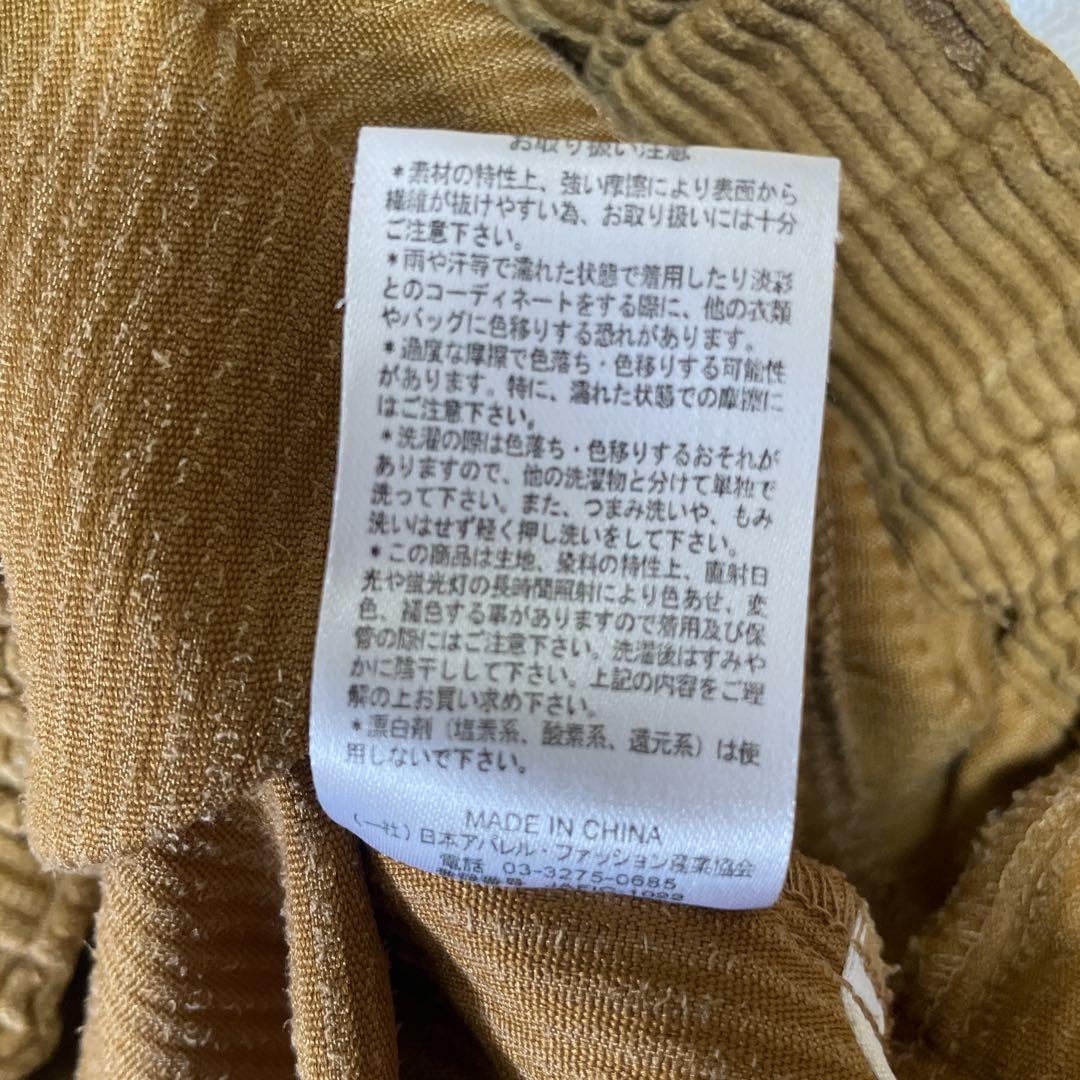 お取り扱い注意
*素材の特性上、強い摩擦により表面から
繊維が抜けやすい為、お取り扱いには十分
ご注意下さい。
*雨や汗等で濡れた状態で着用したり淡彩
とのコーディネートをする際に、他の衣類
やバッグに色移りする恐れがあります。
*過度な摩擦で色落ち・色移りする可能性
があります。特に、濡れた状態での摩擦に
はご注意下さい。
*洗濯の際は色落ち・色移りするおそれが
ありますので、他の洗濯物と分けて単独で
洗って下さい。また、つまみ洗いや、もみ
洗いはせず軽く押し洗いをして下さい。
*この商品は生地、染料の特性上、直射日
光や蛍光灯の長時間照射により色あせ、変
色、褪色する事がありますので着用及び保
管の際にはご注意下さい。洗濯後はすみや
かに陰干しして下さい。上記の内容をご理
解の上お買い求め下さい。
*漂白剤（塩素系、酸素系、還元系）は使
用しないで下さい。
MADE IN CHINA
(一社)日本アパレル・ファッション産業協会
電話 03-3275-0685